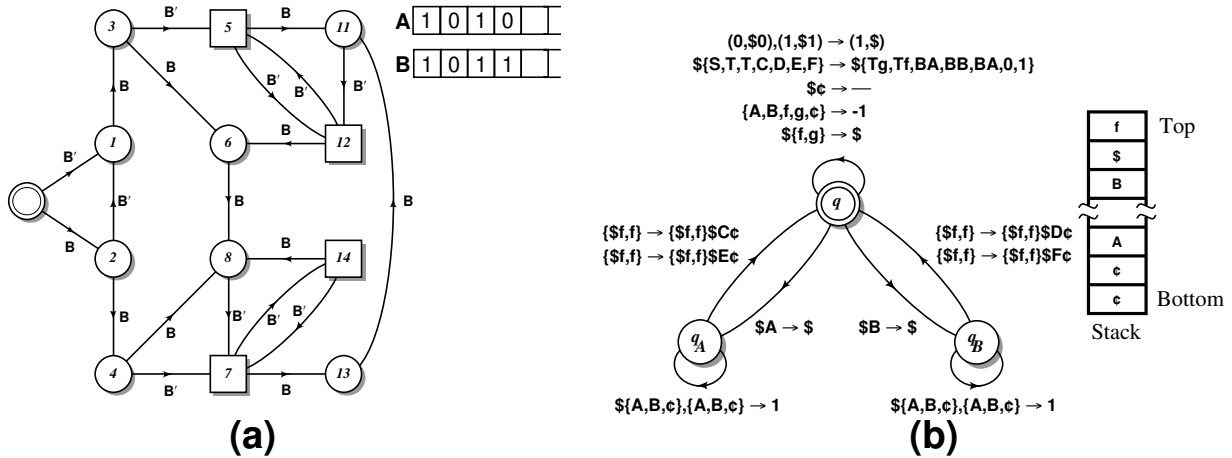 3
B′
5
B
11
A 1 0 1 0
B 1 0 1 1
B
B
B′
B′
B′
12
B
6
1
B′
B′
B
2
B
B
8
B
14
B
B
B′
B′
B′
4
B′
7
B
13
B
(a)
(0,$0),(1,$1) → (1,$)
${S,T,T,C,D,E,F} → ${Tg,Tf,BA,BB,BA,0,1}
$¢ → —
{A,B,f,g,¢} → -1
${f,g} → $
q
{$f,f} → {$f,f}$C¢
{$f,f} → {$f,f}$E¢
{$f,f} → {$f,f}$D¢
{$f,f} → {$f,f}$F¢
$A → $
$B → $
qA
qB
${A,B,¢},{A,B,¢} → 1
${A,B,¢},{A,B,¢} → 1
f Top
$
B
A
¢
¢ Bottom
Stack
(b)